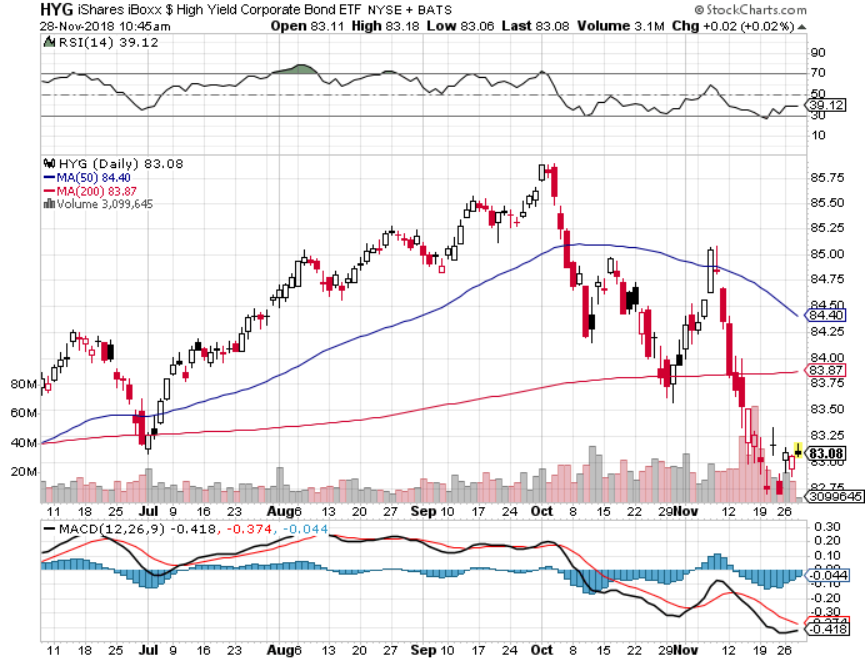 HYG iShares iBoxx $ High Yield Corporate Bond ETF NYSE + BATS © StockCharts.com
28-Nov-2018 10:45am Open 83.11 High 83.18 Low 83.06 Last 83.08 Volume 3.1M Chg +0.02 (+0.02%)
RSI(14) 39.12
90
70
50
39.12
30
10
HYG (Daily) 83.08
MA(50) 84.40
MA(200) 83.87
Volume 3,099,645
85.75
85.50
85.25
85.00
84.75
84.50
84.40
84.25
84.00
83.87
83.75
83.50
83.25
83.08
83.00
82.75
3099645
80M
60M
40M
20M
11 18 25 Jul 9 16 23 Aug 6 13 20 27 Sep 10 17 24 Oct 8 15 22 29 Nov 12 19 26
MACD(12,26,9) -0.418, -0.374, -0.044
0.30
0.20
0.10
0.00
-0.044
-0.20
-0.30
-0.374
-0.418
11 18 25 Jul 9 16 23 Aug 6 13 20 27 Sep 10 17 24 Oct 8 15 22 29 Nov 12 19 26